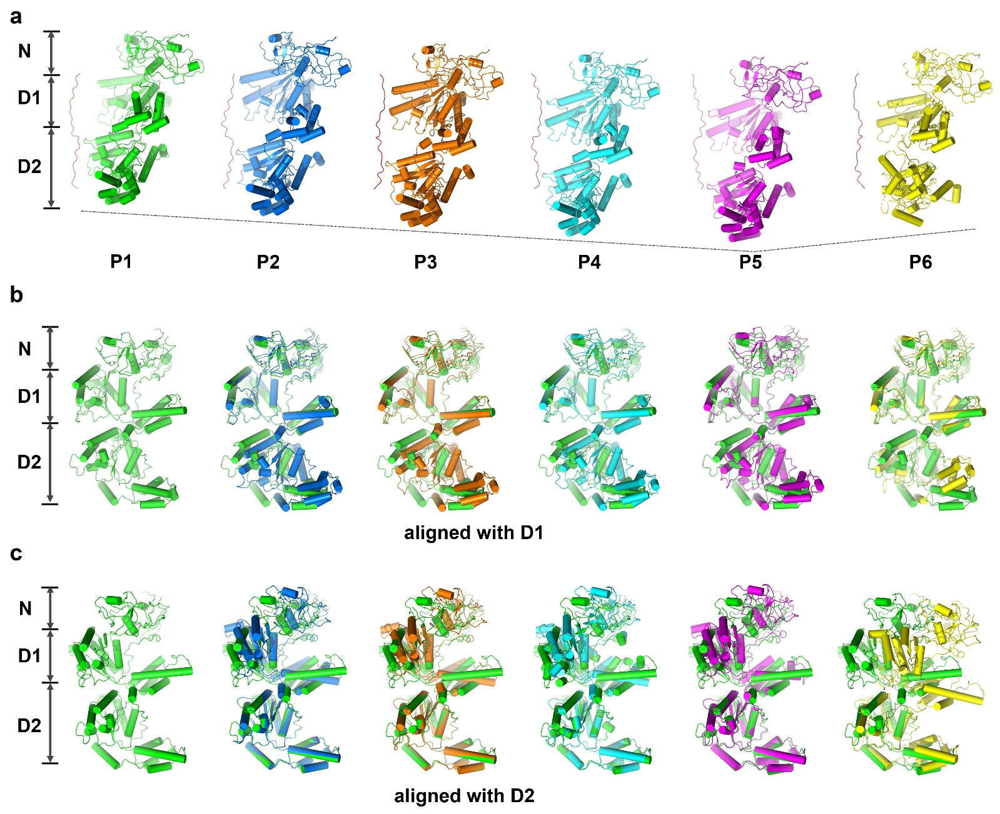 a
N
D1
D2
P1 P2 P3 P4 P5 P6
b
N
D1
D2
aligned with D1
c
N
D1
D2
aligned with D2